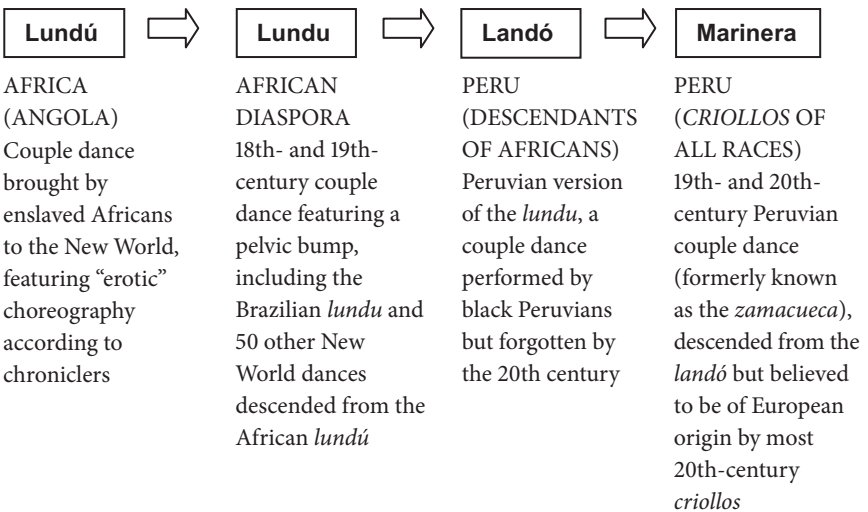 Lundú
AFRICA
(ANGOLA)
Couple dance
brought by
enslaved Africans
to the New World,
featuring “erotic”
choreography
according to
chroniclers
Lundu
AFRICAN
DIASPORA
18th- and 19th-
century couple
dance featuring a
pelvic bump,
including the
Brazilian lundu and
50 other New
World dances
descended from the
African lundú
Landó
PERU
(DESCENDANTS
OF AFRICANS)
Peruvian version
of the lundu, a
couple dance
performed by
black Peruvians
but forgotten by
the 20th century
Marinera
PERU
(CRIOLLOS OF
ALL RACES)
19th- and 20th-
century Peruvian
couple dance
(formerly known
as the zamacueca),
descended from the
landó but believed
to be of European
origin by most
20th-century
criollos